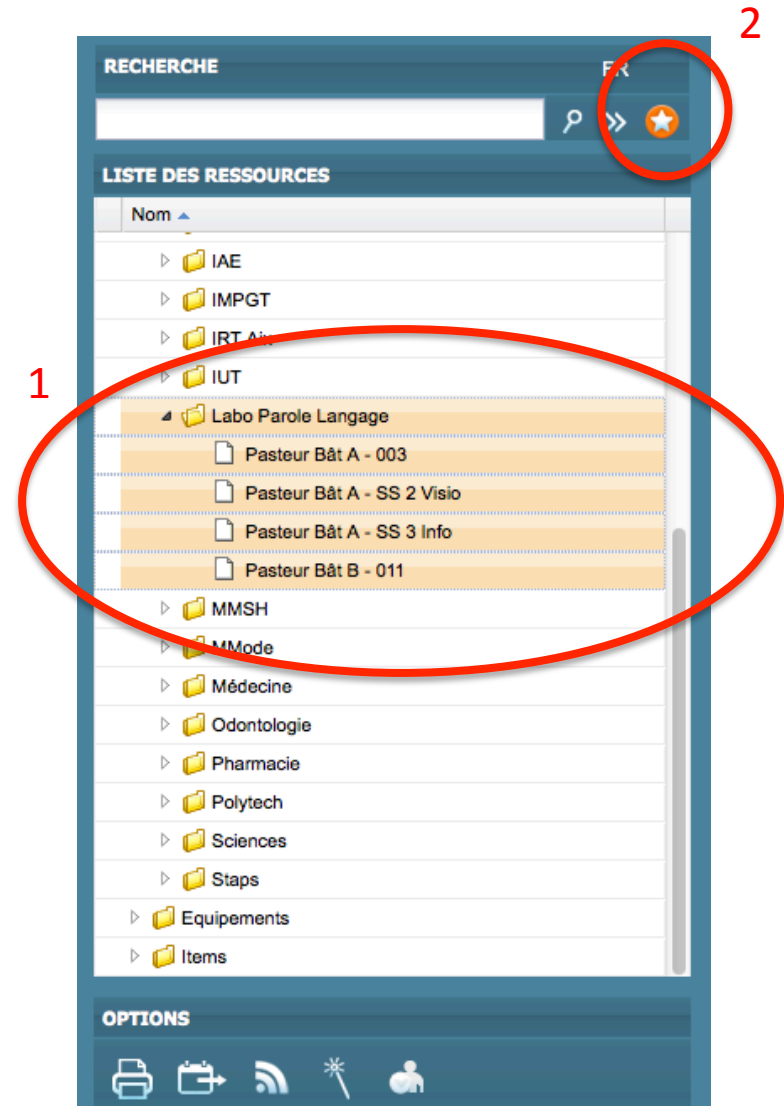 2
RECHERCHE FR
LISTE DES RESSOURCES
Nom
IAE
IMPGT
IRT Aix
1
IUT
Labo Parole Langage
Pasteur Bât A - 003
Pasteur Bât A - SS 2 Visio
Pasteur Bât A - SS 3 Info
Pasteur Bât B - 011
MMSH
MMode
Médecine
Odontologie
Pharmacie
Polytech
Sciences
Staps
Equipements
Items
OPTIONS